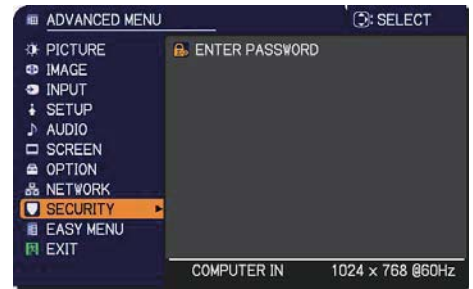 ADVANCED MENU : SELECT
PICTURE
ENTER PASSWORD
IMAGE
INPUT
SETUP
AUDIO
SCREEN
OPTION
NETWORK
SECURITY
EASY MENU
EXIT
COMPUTER IN 1024 x 768 @60Hz